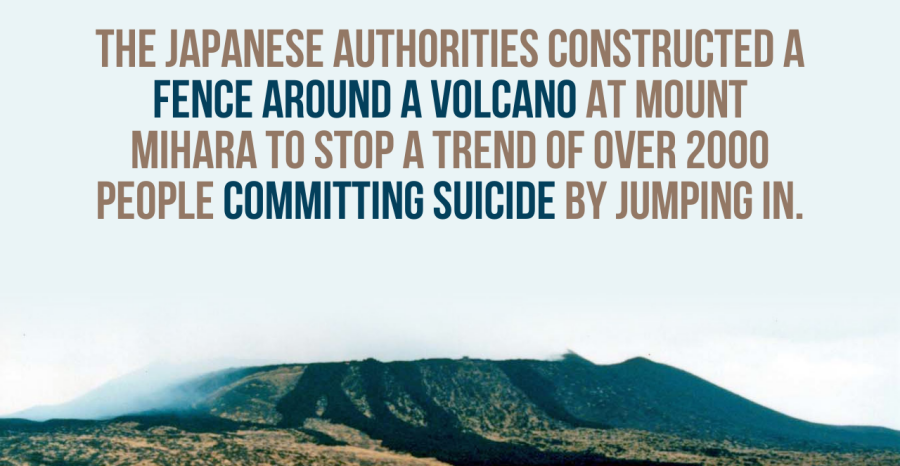 THE JAPANESE AUTHORITIES CONSTRUCTED A
FENCE AROUND A VOLCANO AT MOUNT
MIHARA TO STOP A TREND OF OVER 2000
PEOPLE COMMITTING SUICIDE BY JUMPING IN.